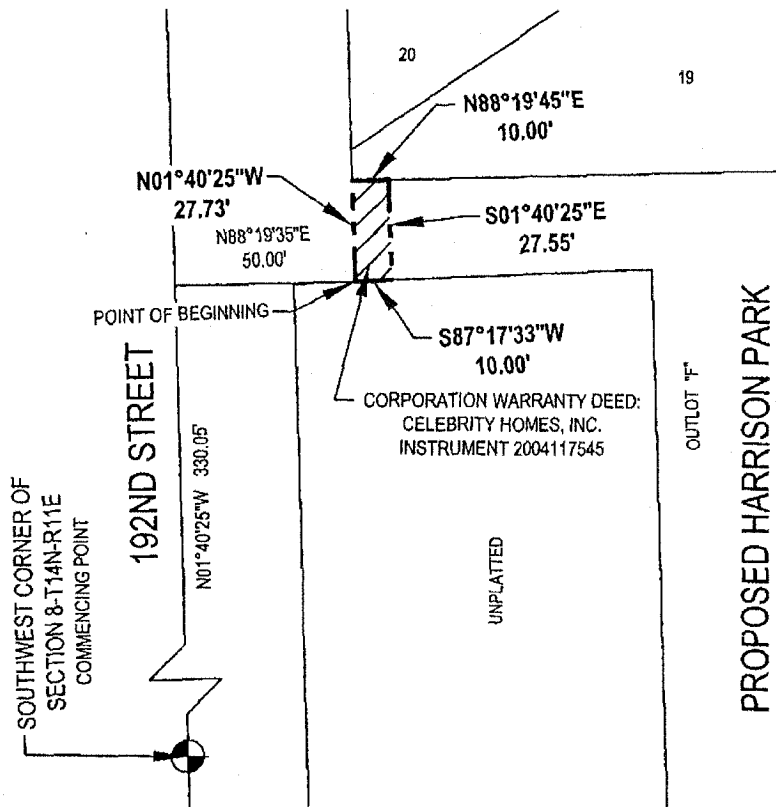 20
19
N88°19'45"E
10.00'
N01°40'25"W
27.73'
S01°40'25"E
27.55'
N88°19'35"E
50.00'
POINT OF BEGINNING
S87°17'33"W
10.00'
CORPORATION WARRANTY DEED:
CELEBRITY HOMES, INC.
INSTRUMENT 2004117545
192ND STREET
N01°40'25"W 330.05'
SOUTHWEST CORNER OF
SECTION 8-T14N-R11E
COMMENCING POINT
UNPLATTED
OUTLOT "F"
PROPOSED HARRISON PARK